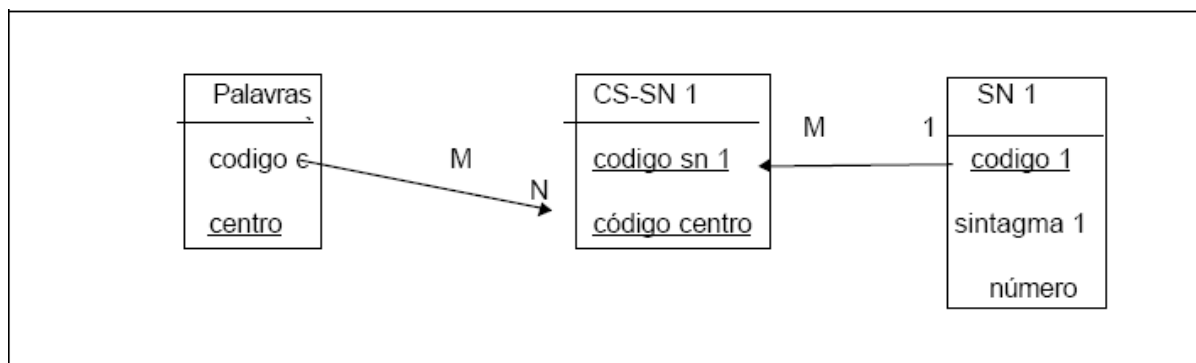 Palavras
codigo c
centro
M
N
CS-SN 1
codigo sn 1
código centro
M
1
SN 1
codigo 1
sintagma 1
número